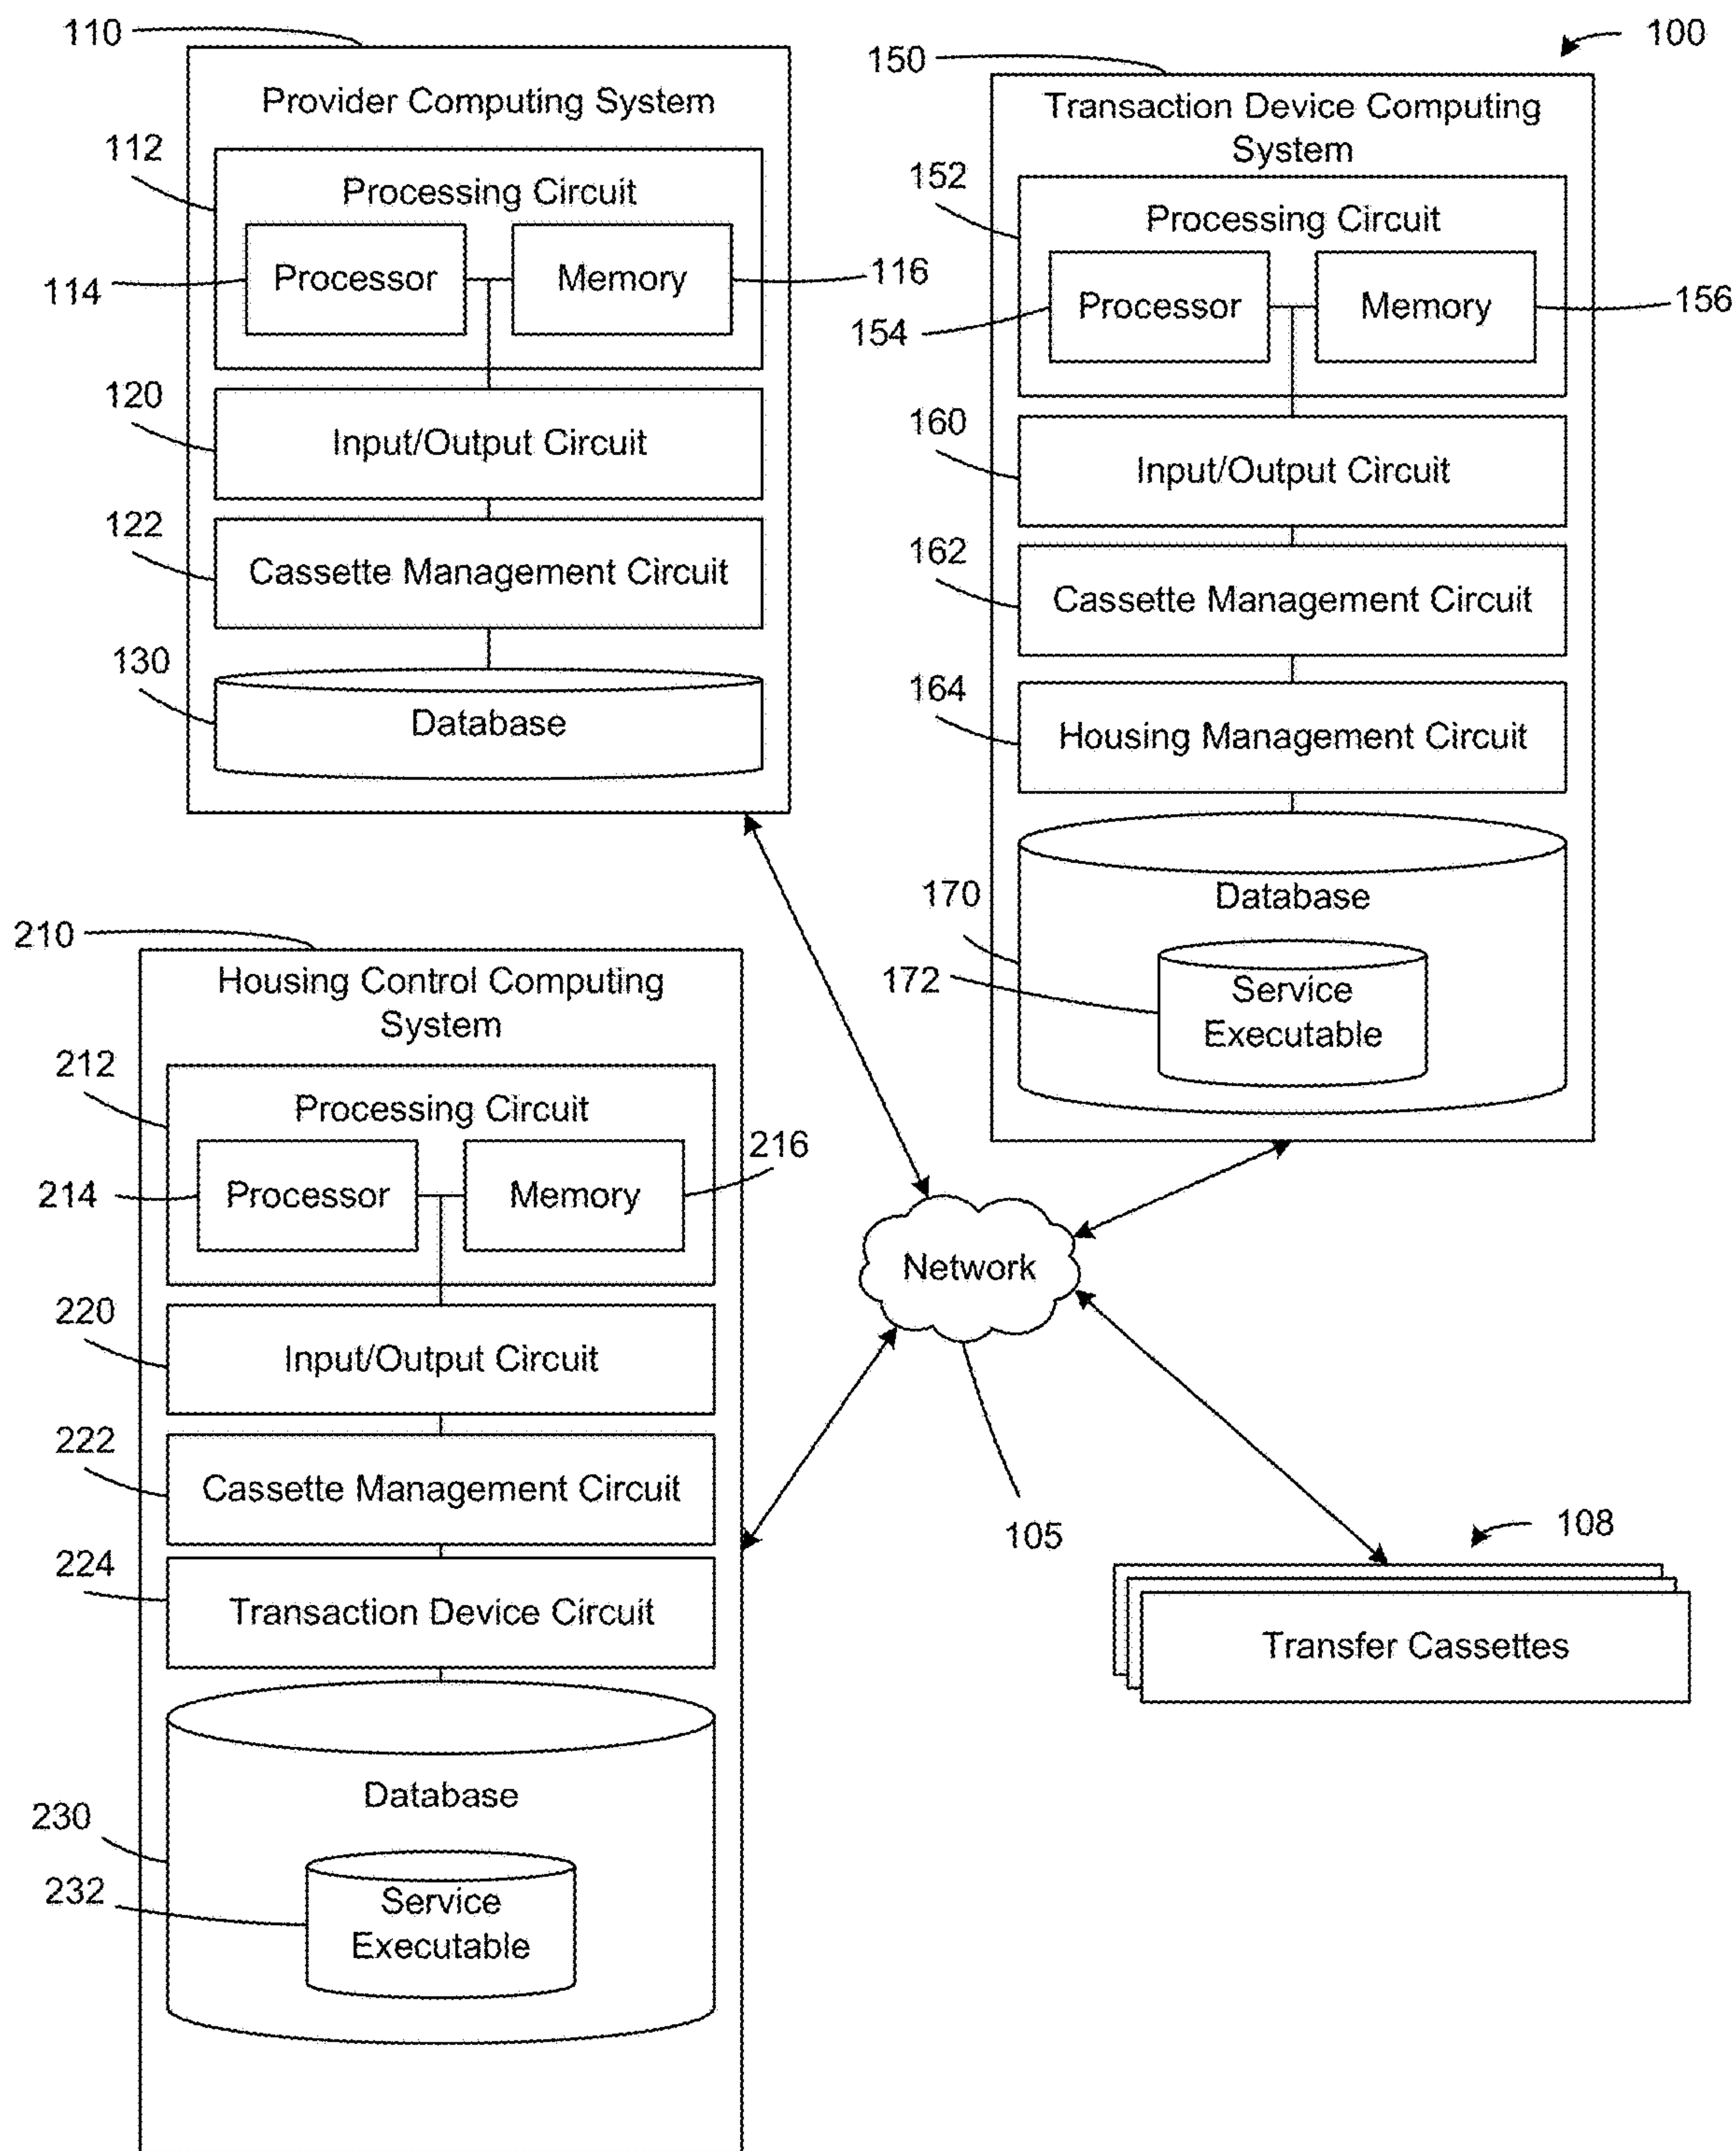 110
Provider Computing System
112
Processing Circuit
Processor
Memory
114
116
120
Input/Output Circuit
122
Cassette Management Circuit
130
Database
100
150
Transaction Device Computing
System
152
Processing Circuit
Processor
Memory
154
156
160
Input/Output Circuit
162
Cassette Management Circuit
164
Housing Management Circuit
170
Database
172
Service
Executable
210
Housing Control Computing
System
212
Processing Circuit
216
214
Processor
Memory
220
Input/Output Circuit
222
Cassette Management Circuit
224
Transaction Device Circuit
230
Database
232
Service
Executable
Network
105
108
Transfer Cassettes